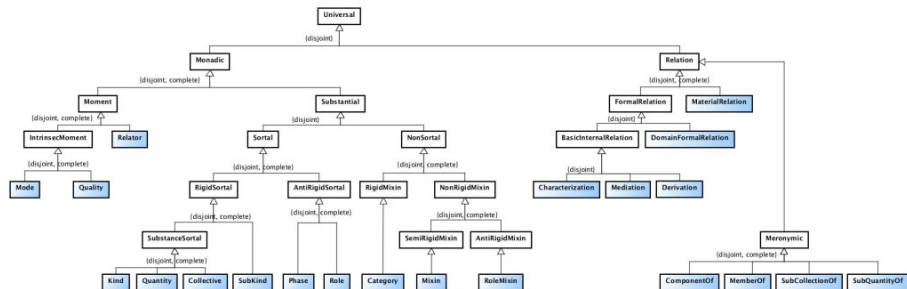 Universal
{disjoint}
Monadic
Relation
{disjoint, complete}
{disjoint, complete}
Moment
Substantial
FormalRelation
MaterialRelation
{disjoint, complete}
{disjoint}
{disjoint}
IntrinsecMoment
Relator
Sortal
NonSortal
BasicInternalRelation
DomainFormalRelation
{disjoint, complete}
{disjoint, complete}
{disjoint, complete}
{disjoint}
Mode
Quality
RigidSortal
AntiRigidSortal
RigidMixin
NonRigidMixin
Characterization
Mediation
Derivation
{disjoint, complete}
{disjoint, complete}
{disjoint, complete}
SubstanceSortal
SemiRigidMixin
AntiRigidMixin
Meronymic
{disjoint, complete}
{disjoint, complete}
Kind
Quantity
Collective
SubKind
Phase
Role
Category
Mixin
RoleMixin
ComponentOf
MemberOf
SubCollectionOf
SubQuantityOf